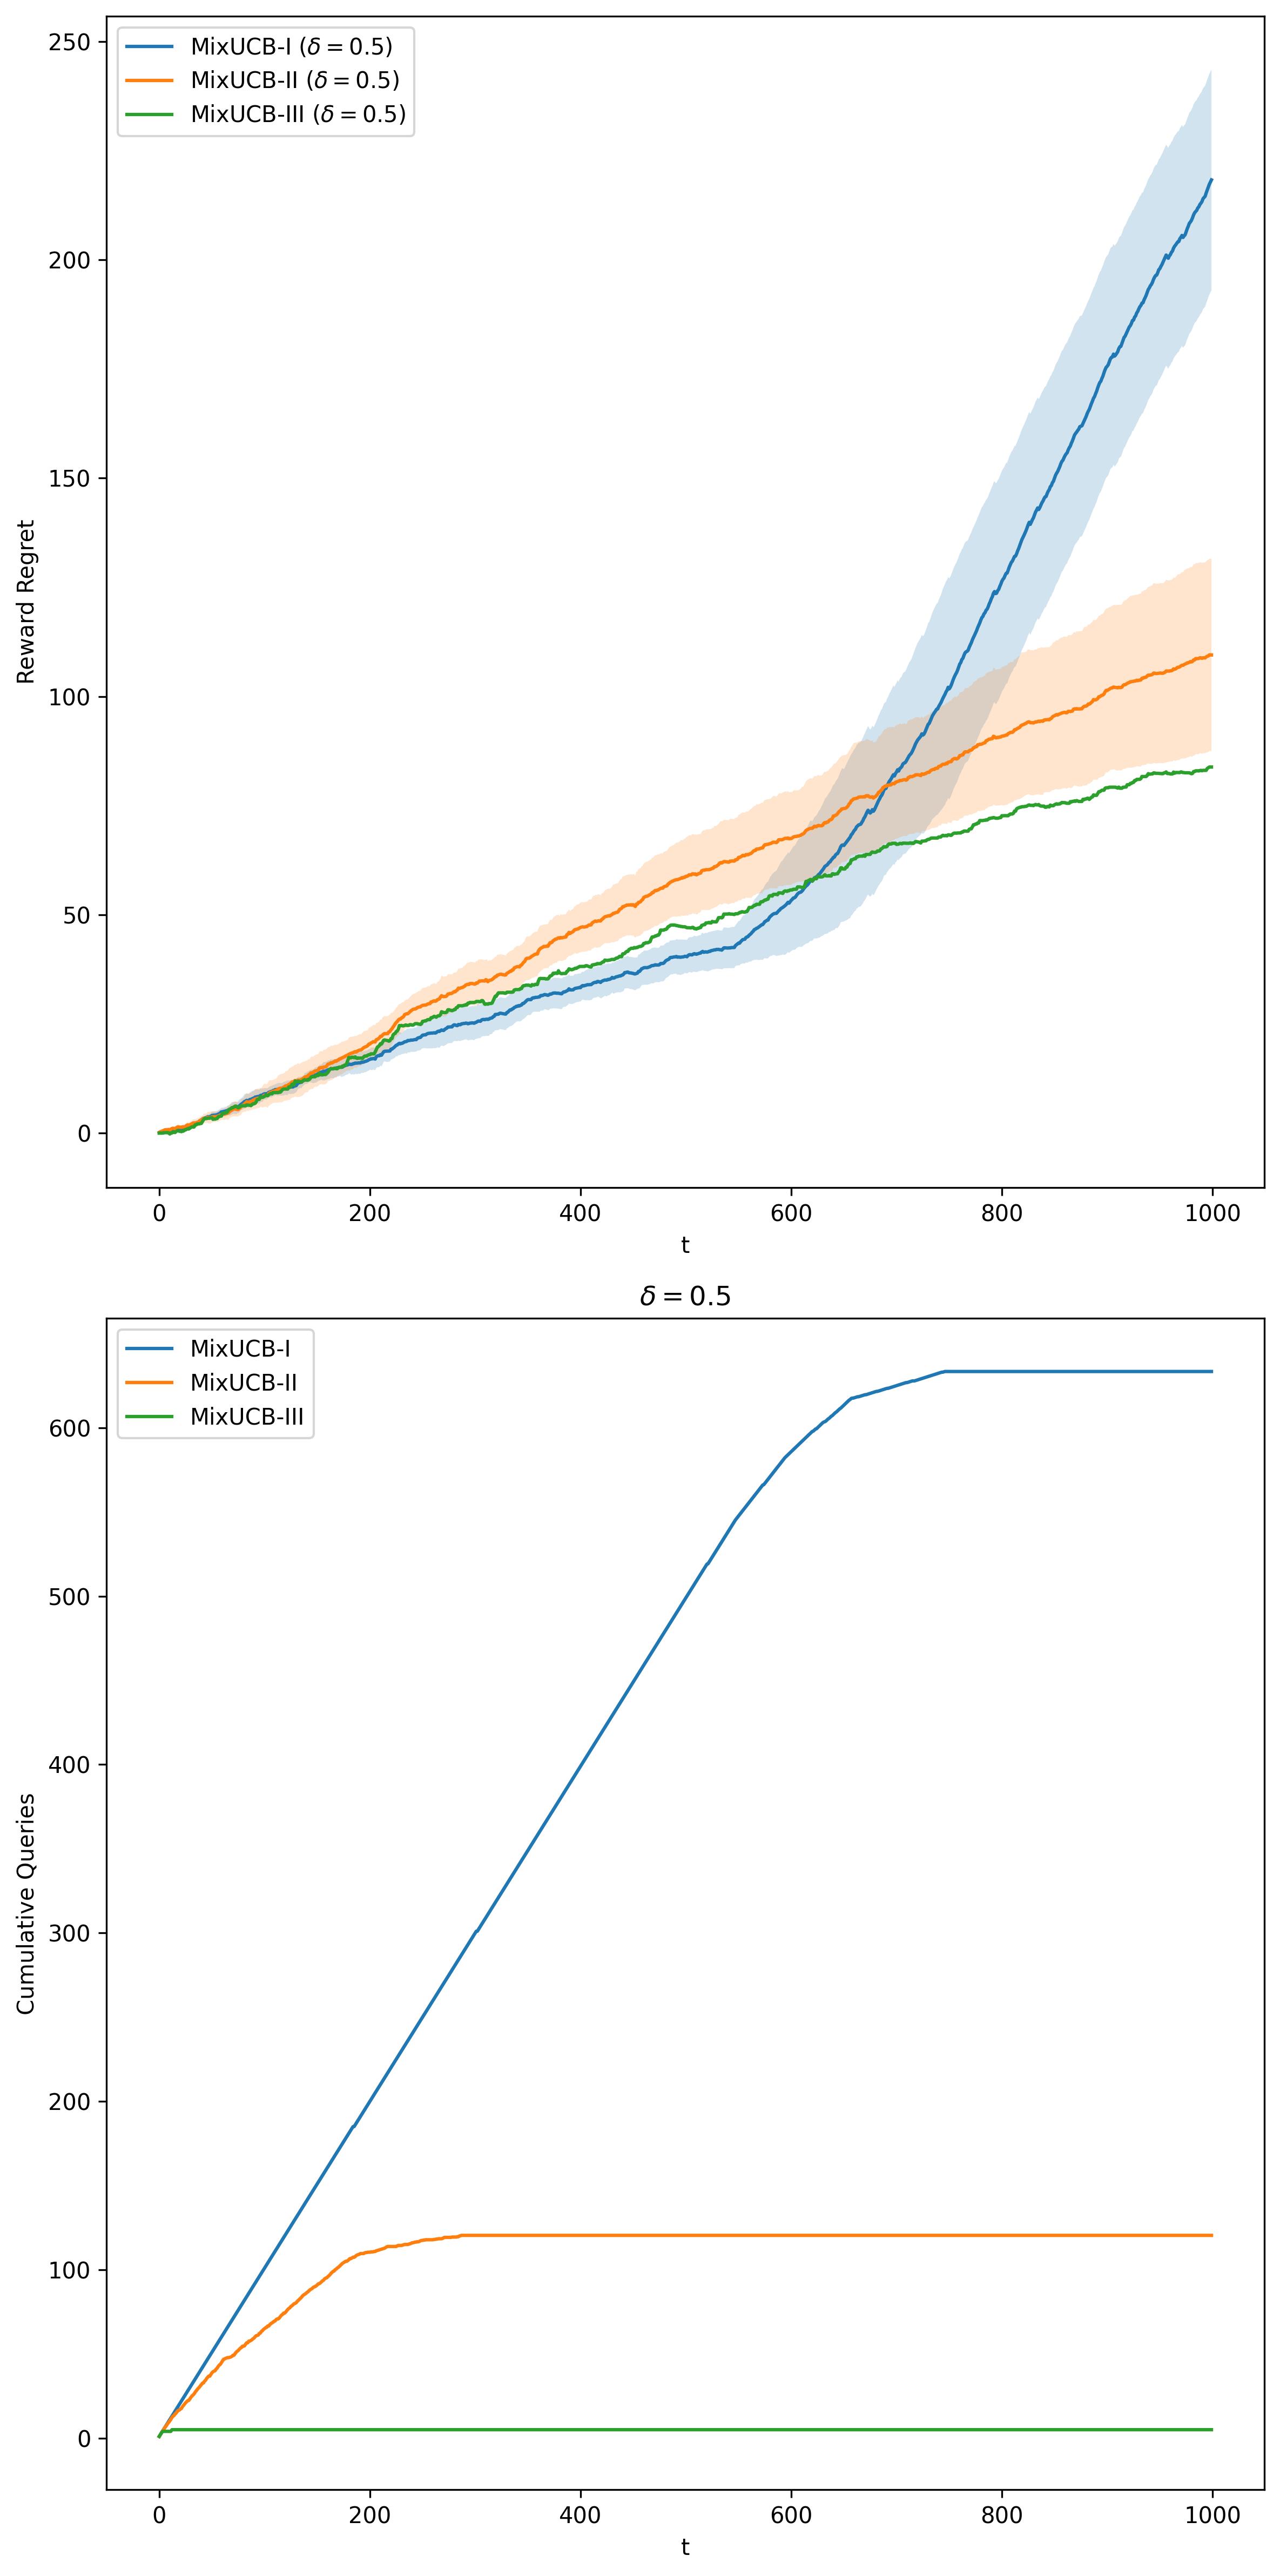 250
200
150
100
50
0
Reward Regret
MixUCB-I (δ = 0.5)
MixUCB-II (δ = 0.5)
MixUCB-III (δ = 0.5)
0 200 400 600 800 1000
t
δ = 0.5
600
500
400
300
200
100
0
Cumulative Queries
MixUCB-I
MixUCB-II
MixUCB-III
0 200 400 600 800 1000
t